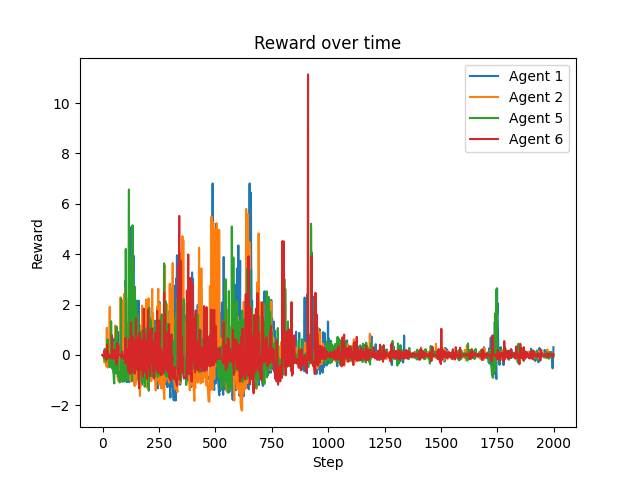 Reward over time
Agent 1
Agent 2
Agent 5
Agent 6
10
8
6
4
2
0
−2
Reward
0 250 500 750 1000 1250 1500 1750 2000
Step